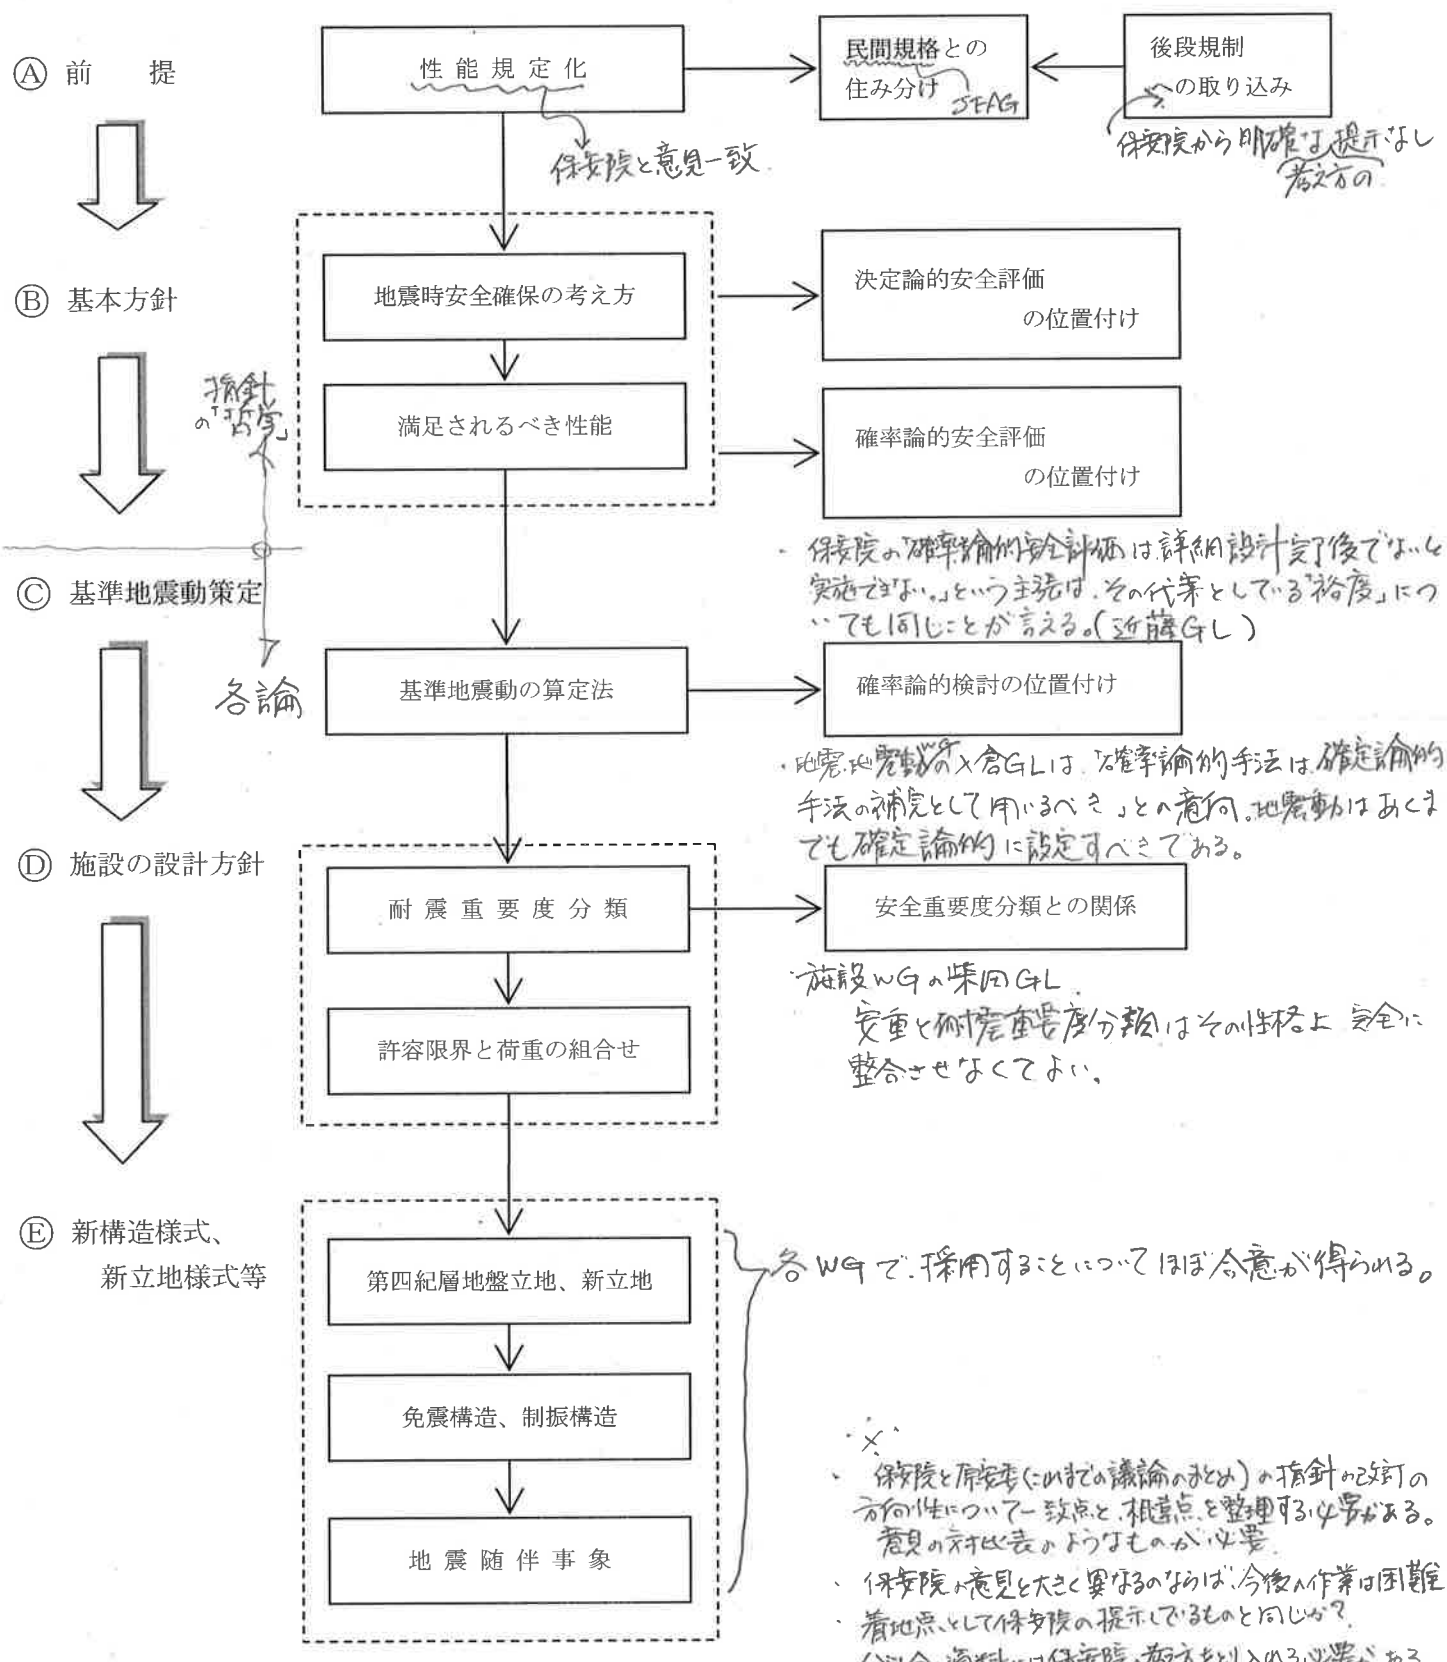 Ⓐ 前 提
性能規定化
民間規格との
住み分け
JEAG
後段規制
への取り込み
保安院と意見一致
保安院から明確な提示なし
考え方の
Ⓑ 基本方針
地震時安全確保の考え方
満足されるべき性能
決定論的安全評価
の位置付け
確率論的安全評価
の位置付け
指針
の「哲学」
・保安院の「確率論的安全評価は詳細設計完了後でないと
実施できない。」という主張は、その代案としている「裕度」につ
いても同じことが言える。(近藤GL)
Ⓒ 基準地震動策定
各論
基準地震動の算定法
確率論的検討の位置付け
・地震・地震動WGの入倉GLは、「確率論的手法は、確定論的
手法の補完として用いるべき」との意向。地震動はあくま
でも確定論的に設定すべきである。
Ⓓ 施設の設計方針
耐震重要度分類
安全重要度分類との関係
許容限界と荷重の組合せ
・施設WGの柴田GL
安重と耐震重要度分類はその性格上 完全に
整合させなくてよい。
Ⓔ 新構造様式、
新立地様式等
第四紀層地盤立地、新立地
免震構造、制振構造
地震随伴事象
各WGで、採用することについてほぼ合意が得られる。
※
・保安院と原安委(これまでの議論のまとめ)の指針の改訂の
方向性について一致点と、相違点、を整理する必要がある。
意見の対比表のようなものが必要
・保安院の意見と大きく異なるのならば、今後の作業は困難
・着地点、として保安院の提示しているものと同じか?
保安院の考え方をとり入れる必要がある